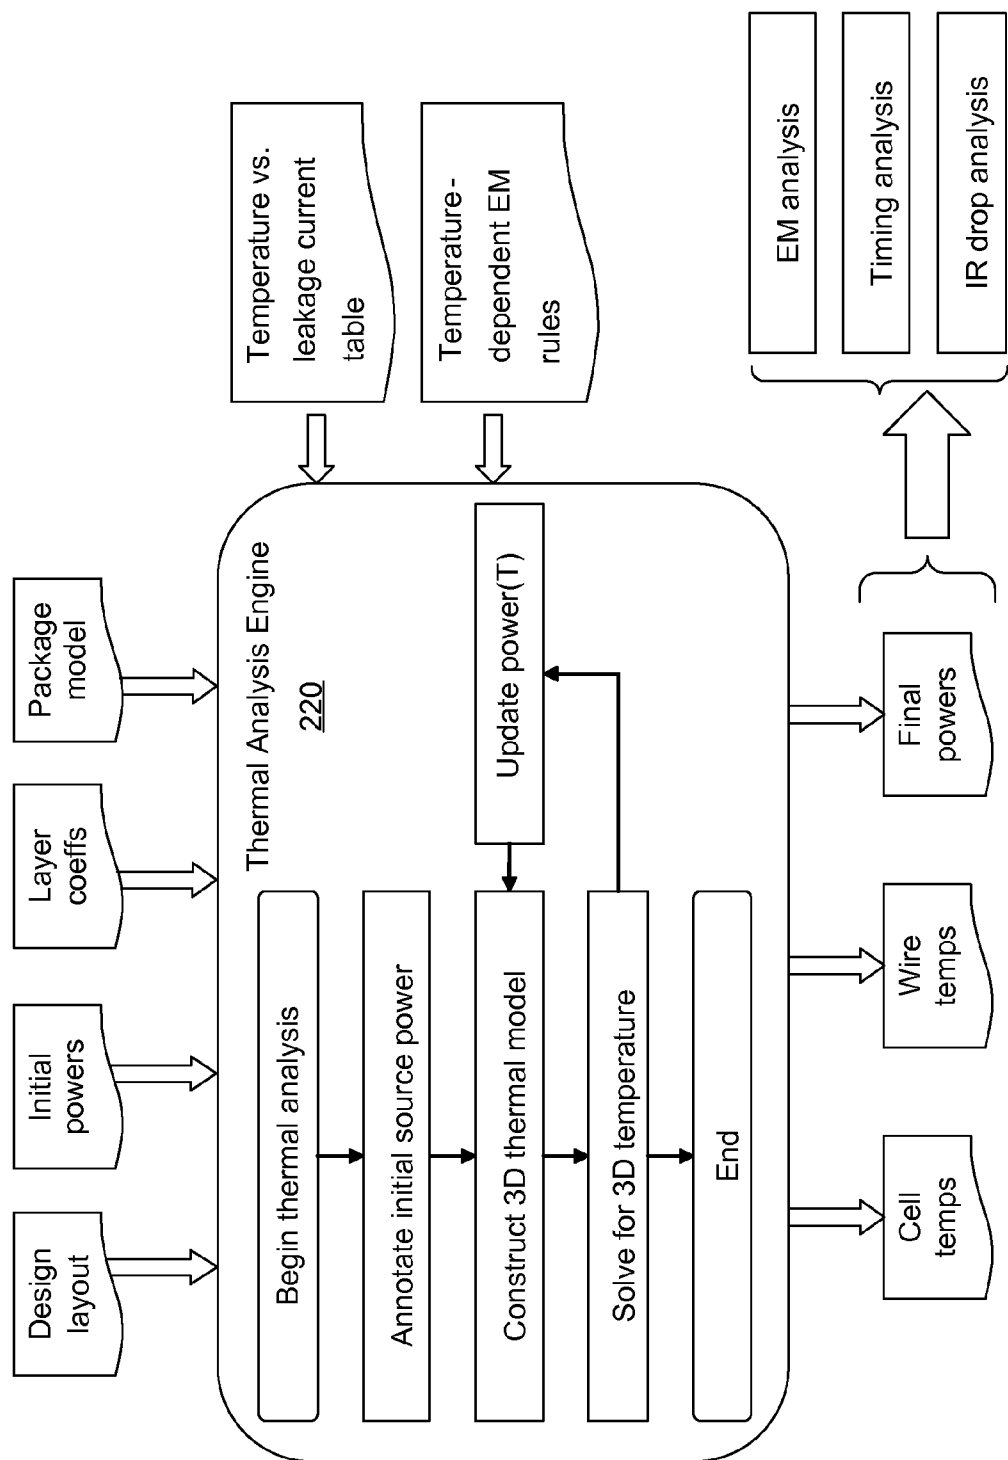 Design
layout
Initial
powers
Layer
coeffs
Package
model
Thermal Analysis Engine
220
Begin thermal analysis
Annotate initial source power
Construct 3D thermal model
Solve for 3D temperature
End
Update power(T)
Temperature vs.
leakage current
table
Temperature -
dependent EM
rules
Cell
temps
Wire
temps
Final
powers
EM analysis
Timing analysis
IR drop analysis